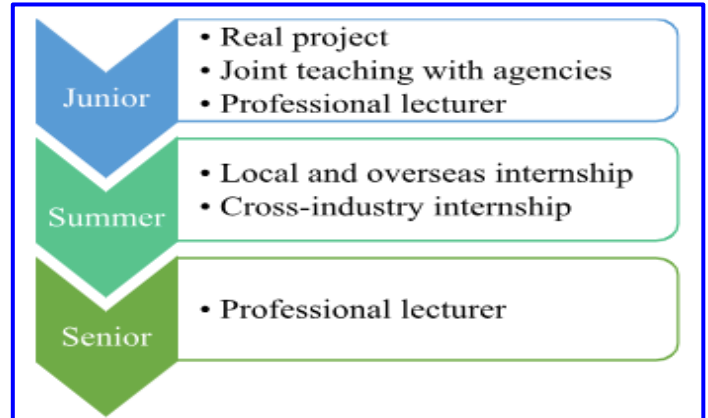 Junior
• Real project
• Joint teaching with agencies
• Professional lecturer
Summer
• Local and overseas internship
• Cross-industry internship
Senior
• Professional lecturer